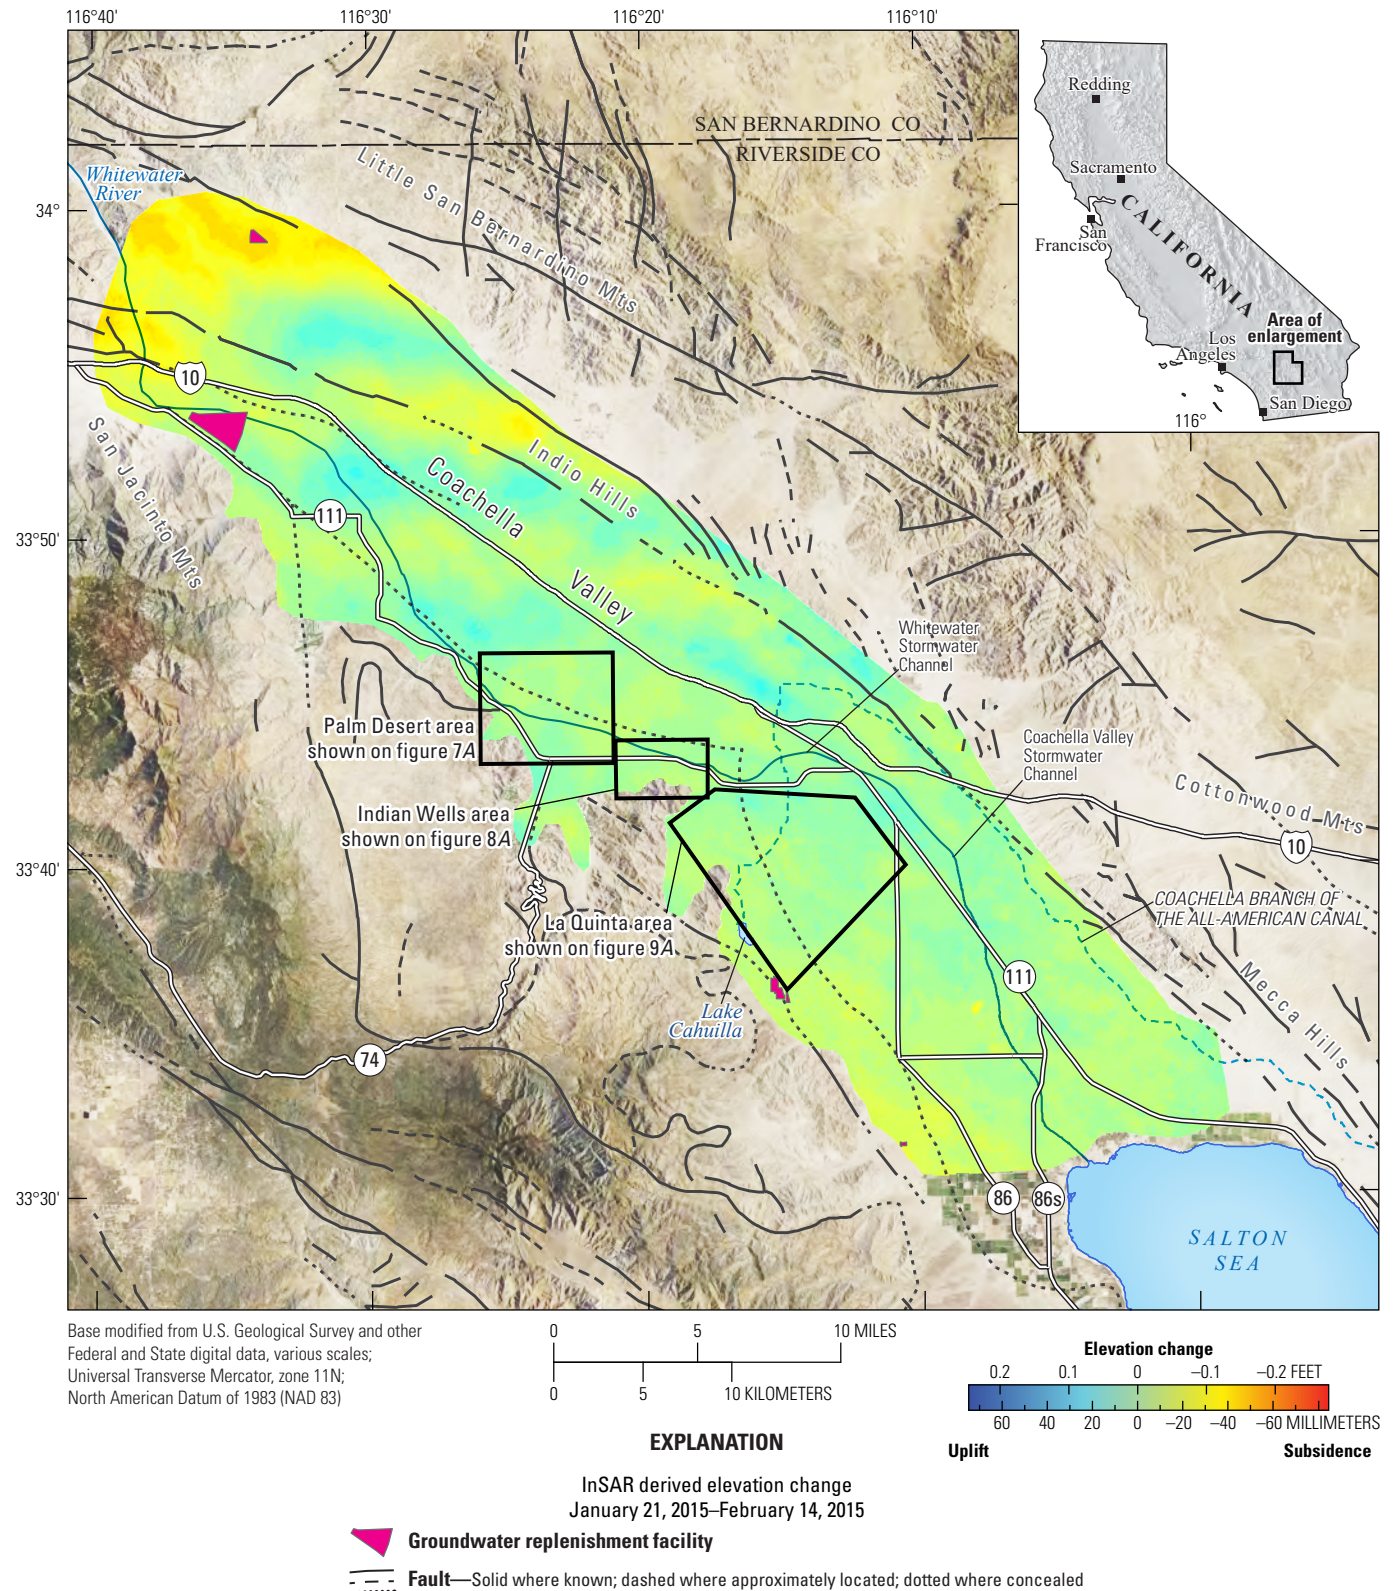 116°40'
116°30'
116°20'
116°10'
Redding
Sacramento
San
Francisco
CALIFORNIA
Area of
enlargement
Los
Angeles
San Diego
116°
SAN BERNARDINO CO
RIVERSIDE CO
Whitewater
River
Little San Bernardino Mts
34°
10
San Jacinto Mts
Coachella
Valley
Indio Hills
111
33°50'
Whitewater
Stormwater
Channel
Palm Desert area
shown on figure 7A
Coachella Valley
Stormwater
Channel
Cottonwood Mts
10
Indian Wells area
shown on figure 8A
33°40'
COACHELLA BRANCH OF
THE ALL-AMERICAN CANAL
La Quinta area
shown on figure 9A
111
Mecca Hills
Lake
Cahuilla
74
33°30'
86
86s
SALTON
SEA
Base modified from U.S. Geological Survey and other
Federal and State digital data, various scales;
Universal Transverse Mercator, zone 11N;
North American Datum of 1983 (NAD 83)
0 5 10 MILES
0 5 10 KILOMETERS
Elevation change
0.2 0.1 0 –0.1 –0.2 FEET
60 40 20 0 –20 –40 –60 MILLIMETERS
Uplift Subsidence
EXPLANATION
InSAR derived elevation change
January 21, 2015–February 14, 2015
Groundwater replenishment facility
Fault—Solid where known; dashed where approximately located; dotted where concealed